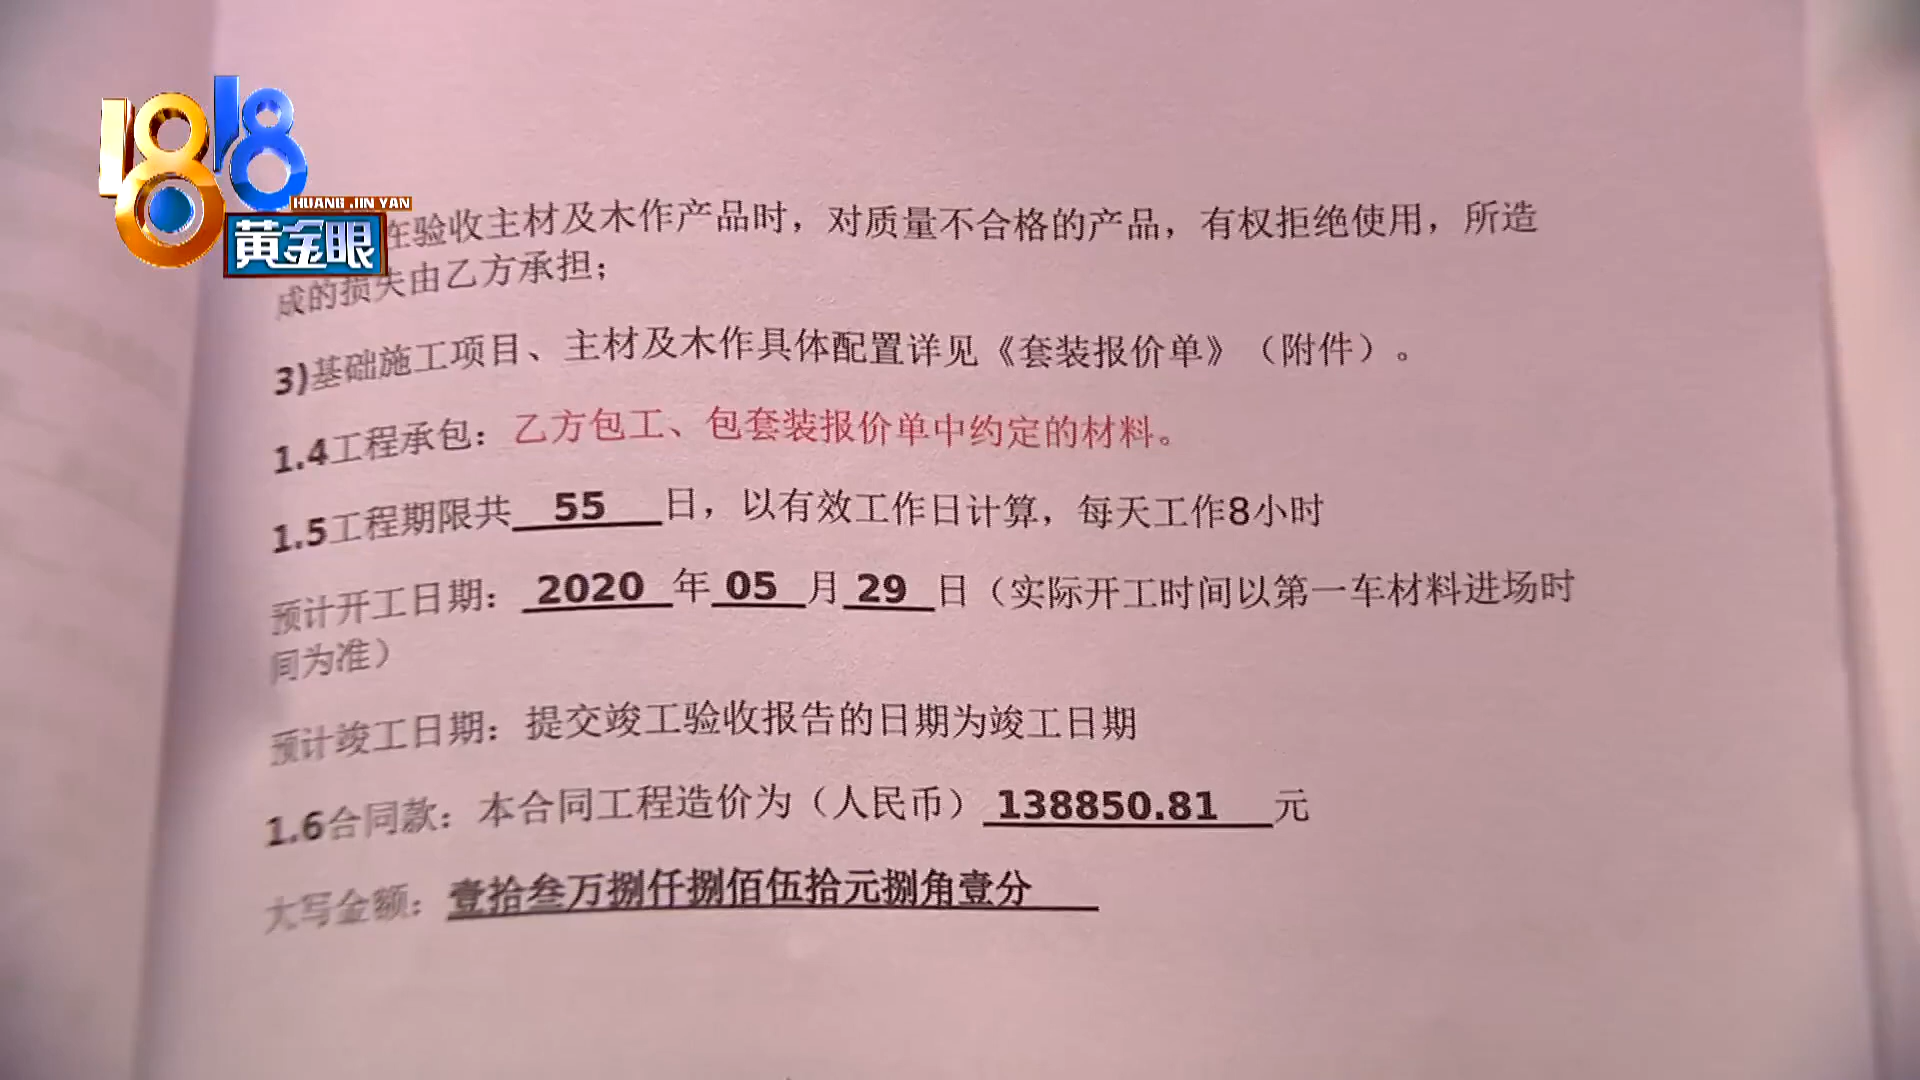 1818
HUANG JIN YAN
黄金眼
在验收主材及木作产品时，对质量不合格的产品，有权拒绝使用，所造
成的损失由乙方承担；
3)基础施工项目、主材及木作具体配置详见《套装报价单》（附件）。
1.4工程承包：乙方包工、包套装报价单中约定的材料。
1.5工程期限共 55 日，以有效工作日计算，每天工作8小时
预计开工日期： 2020 年 05 月 29 日（实际开工时间以第一车材料进场时
间为准）
预计竣工日期：提交竣工验收报告的日期为竣工日期
1.6合同款：本合同工程造价为（人民币） 138850.81 元
大写金额：壹拾叁万捌仟捌佰伍拾元捌角壹分